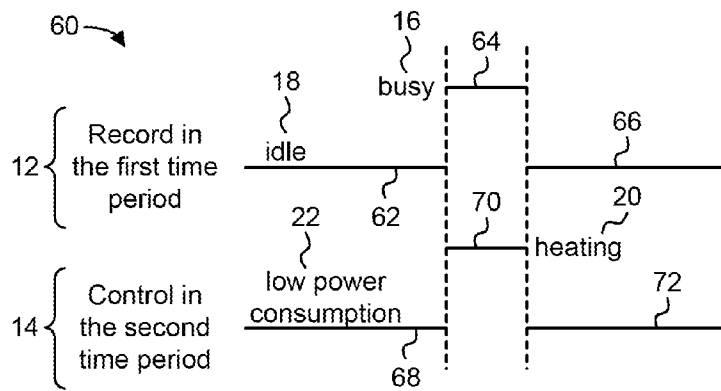 60
16
64
busy
18
idle
12
Record in
the first time
period
66
62
70
20
22
heating
low power
consumption
14
Control in
the second
time period
72
68